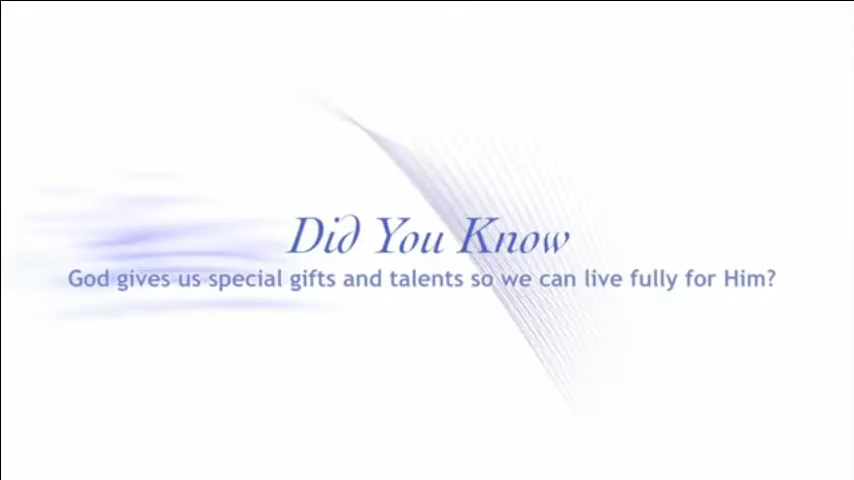 Did You Know
God gives us special gifts and talents so we can live fully for Him?